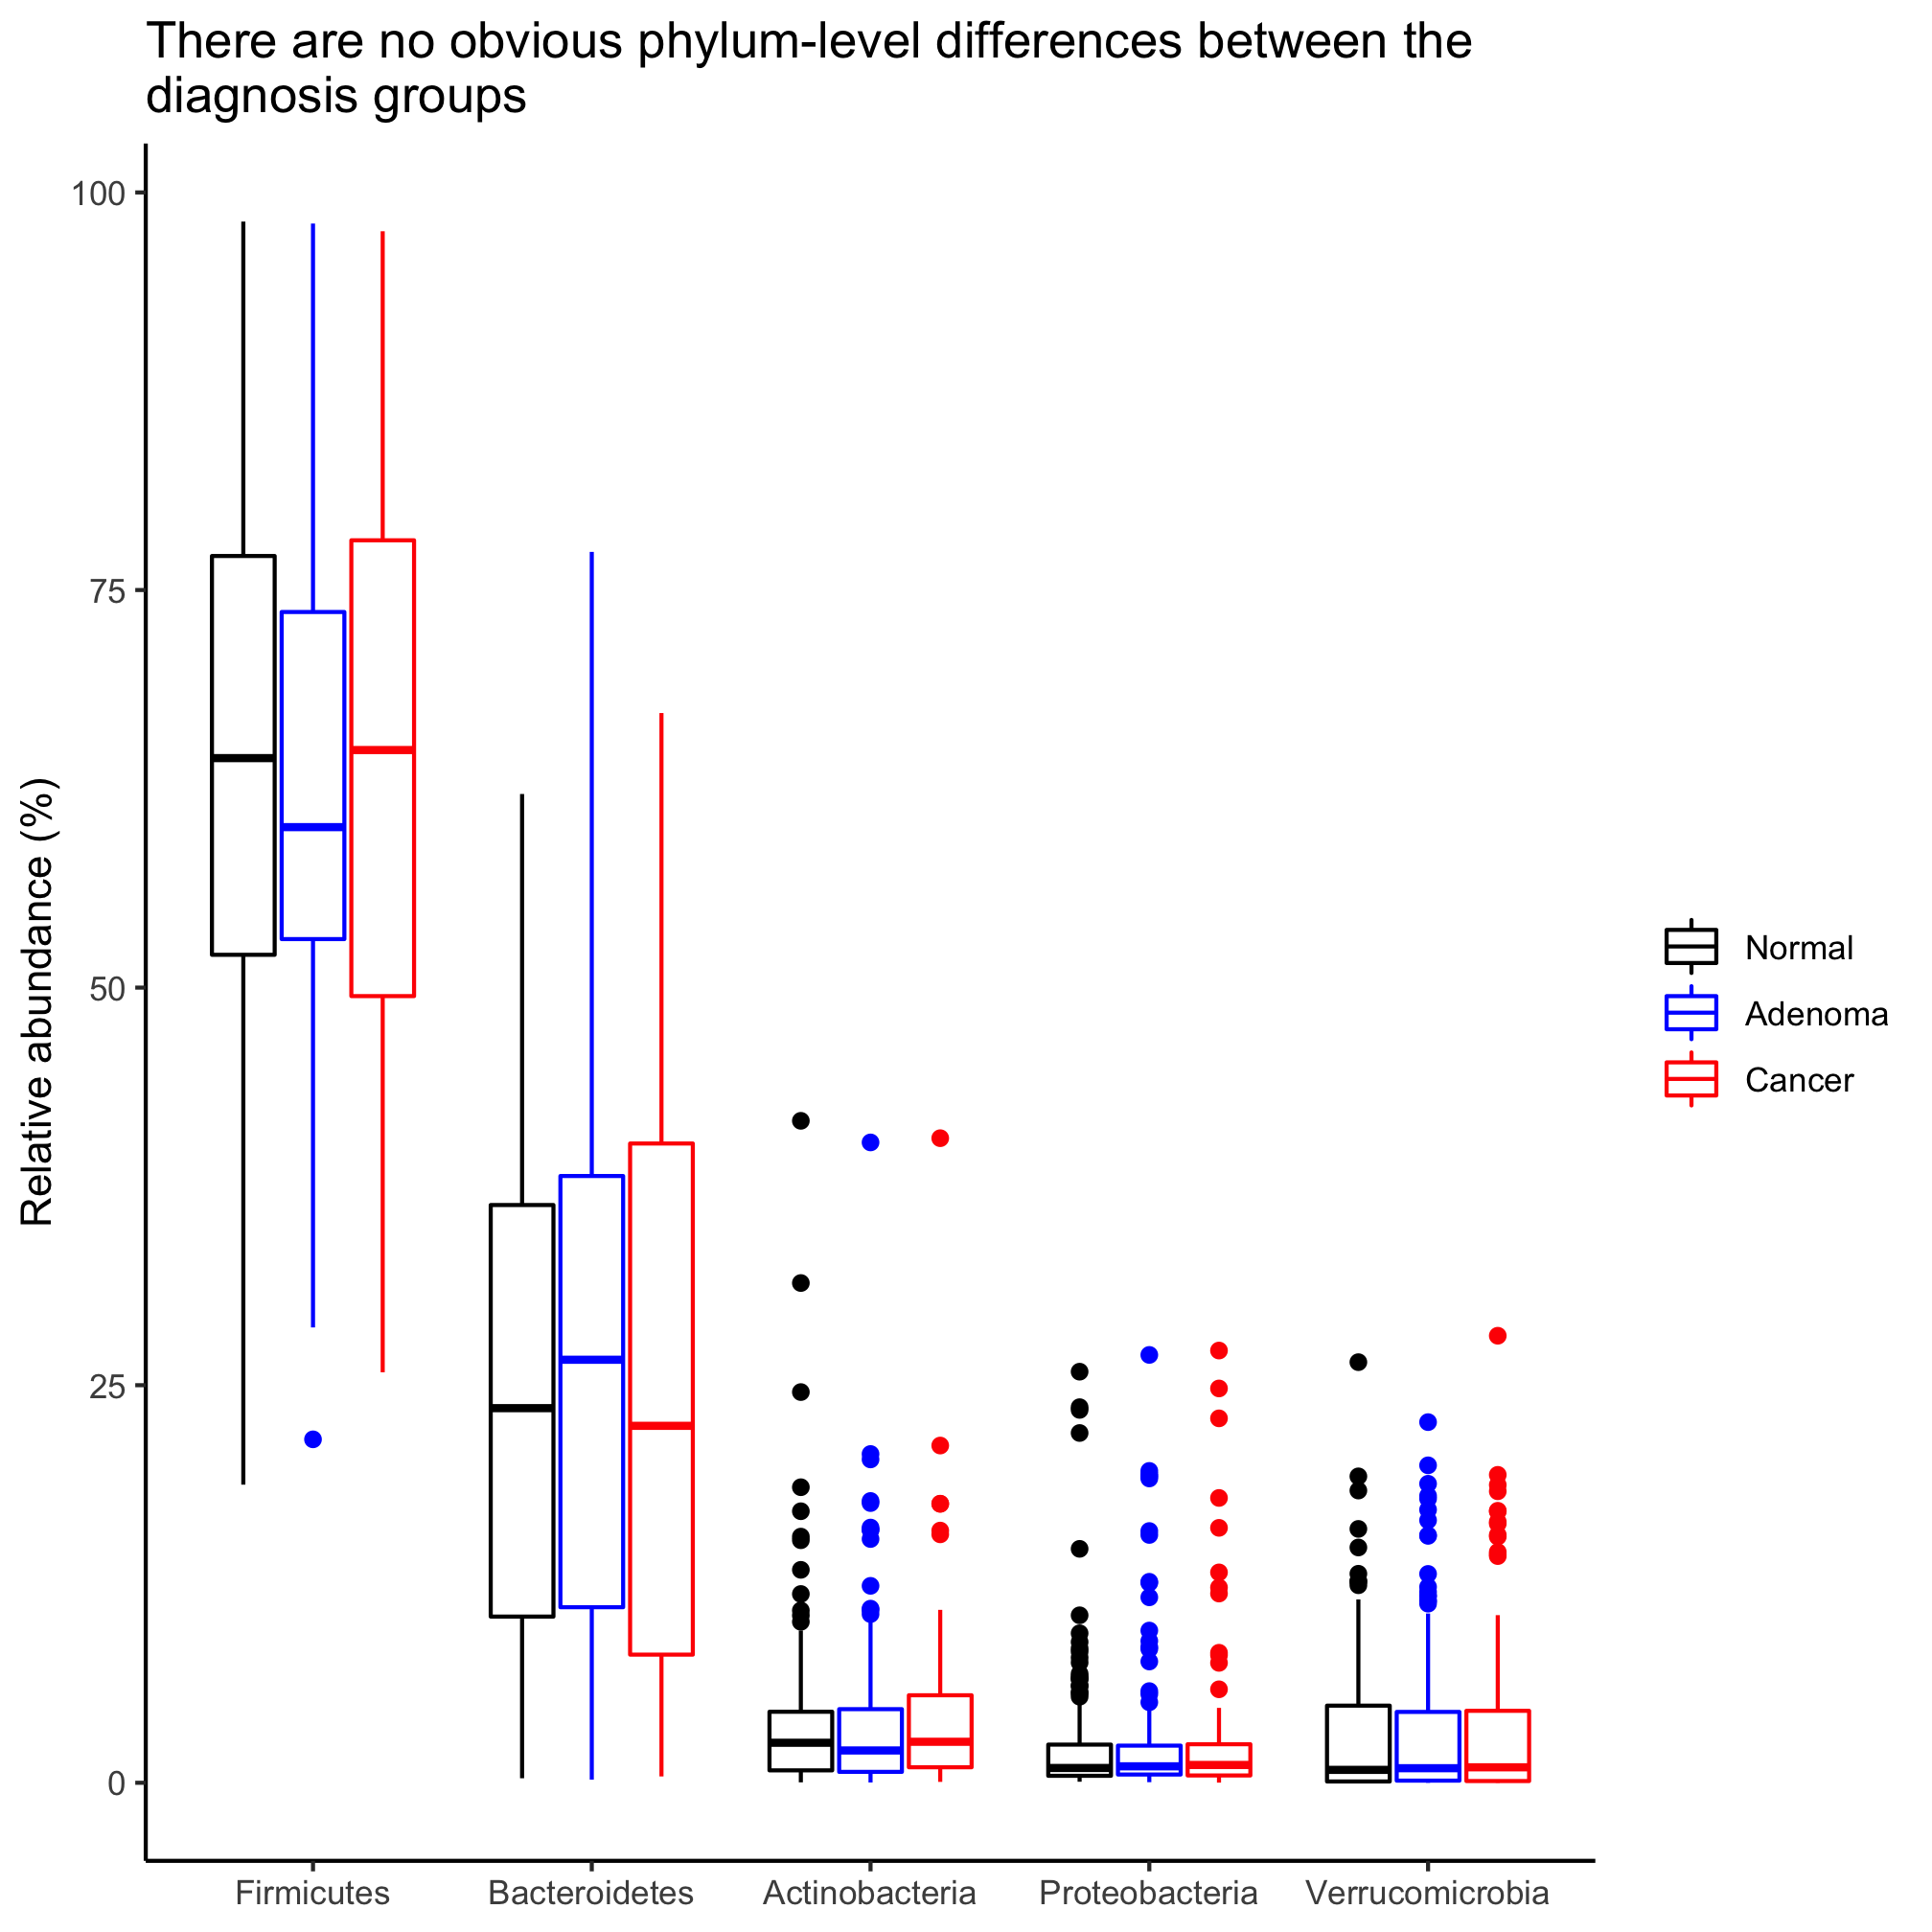 There are no obvious phylum-level differences between the
diagnosis groups
Relative abundance (%)
100
75
50
25
0
Firmicutes
Bacteroidetes
Actinobacteria
Proteobacteria
Verrucomicrobia
Normal
Adenoma
Cancer